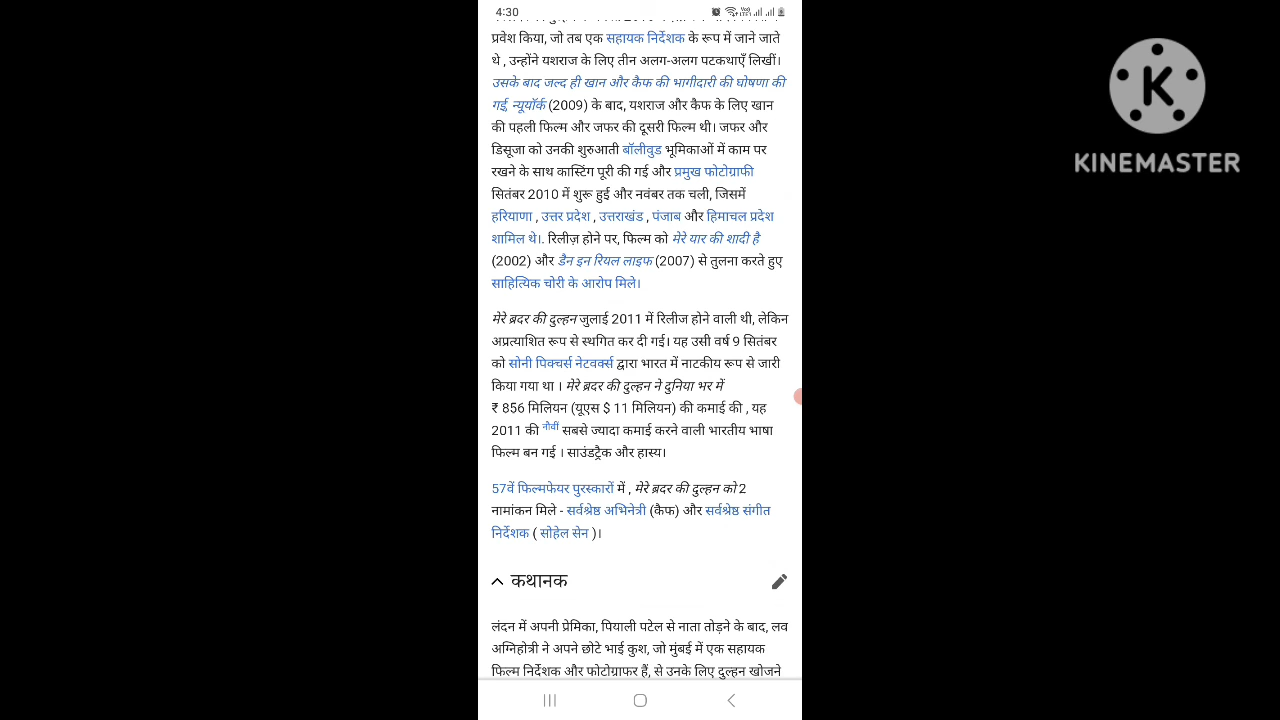 4:30
प्रवेश किया, जो तब एक सहायक निर्देशक के रूप में जाने जाते
थे , उन्होंने यशराज के लिए तीन अलग-अलग पटकथाएँ लिखीं।
उसके बाद जल्द ही खान और कैफ की भागीदारी की घोषणा की
गई, न्यूयॉर्क (2009) के बाद, यशराज और कैफ के लिए खान
की पहली फिल्म और जफर की दूसरी फिल्म थी। जफर और
डिसूजा को उनकी शुरुआती बॉलीवुड भूमिकाओं में काम पर
रखने के साथ कास्टिंग पूरी की गई और प्रमुख फोटोग्राफी
सितंबर 2010 में शुरू हुई और नवंबर तक चली, जिसमें
हरियाणा , उत्तर प्रदेश , उत्तराखंड , पंजाब और हिमाचल प्रदेश
शामिल थे।. रिलीज़ होने पर, फिल्म को मेरे यार की शादी है
(2002) और डैन इन रियल लाइफ (2007) से तुलना करते हुए
साहित्यिक चोरी के आरोप मिले।
मेरे ब्रदर की दुल्हन जुलाई 2011 में रिलीज होने वाली थी, लेकिन
अप्रत्याशित रूप से स्थगित कर दी गई। यह उसी वर्ष 9 सितंबर
को सोनी पिक्चर्स नेटवर्क्स द्वारा भारत में नाटकीय रूप से जारी
किया गया था । मेरे ब्रदर की दुल्हन ने दुनिया भर में
₹ 856 मिलियन (यूएस $ 11 मिलियन) की कमाई की , यह
2011 की नौवीं सबसे ज्यादा कमाई करने वाली भारतीय भाषा
फिल्म बन गई । साउंडट्रैक और हास्य।
57वें फिल्मफेयर पुरस्कारों में , मेरे ब्रदर की दुल्हन को 2
नामांकन मिले - सर्वश्रेष्ठ अभिनेत्री (कैफ) और सर्वश्रेष्ठ संगीत
निर्देशक ( सोहेल सेन )।
कथानक
लंदन में अपनी प्रेमिका, पियाली पटेल से नाता तोड़ने के बाद, लव
अग्निहोत्री ने अपने छोटे भाई कुश, जो मुंबई में एक सहायक
फिल्म निर्देशक और फोटोग्राफर हैं, से उनके लिए दुल्हन खोजने
K
KINEMASTER